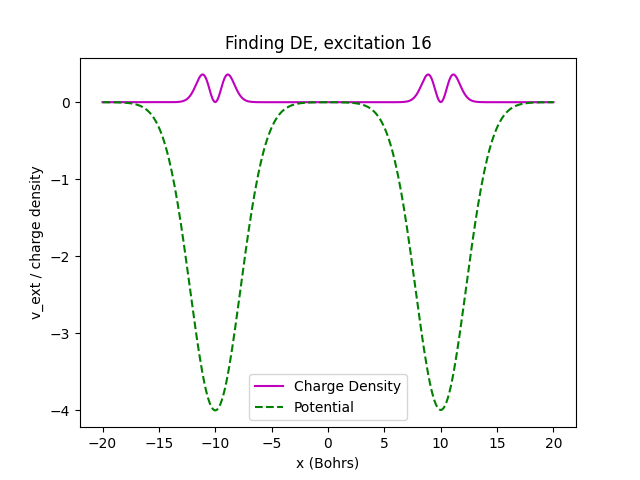 Finding DE, excitation 16
v_ext / charge density
0
−1
−2
−3
−4
Charge Density
Potential
−20 −15 −10 −5 0 5 10 15 20
x (Bohrs)